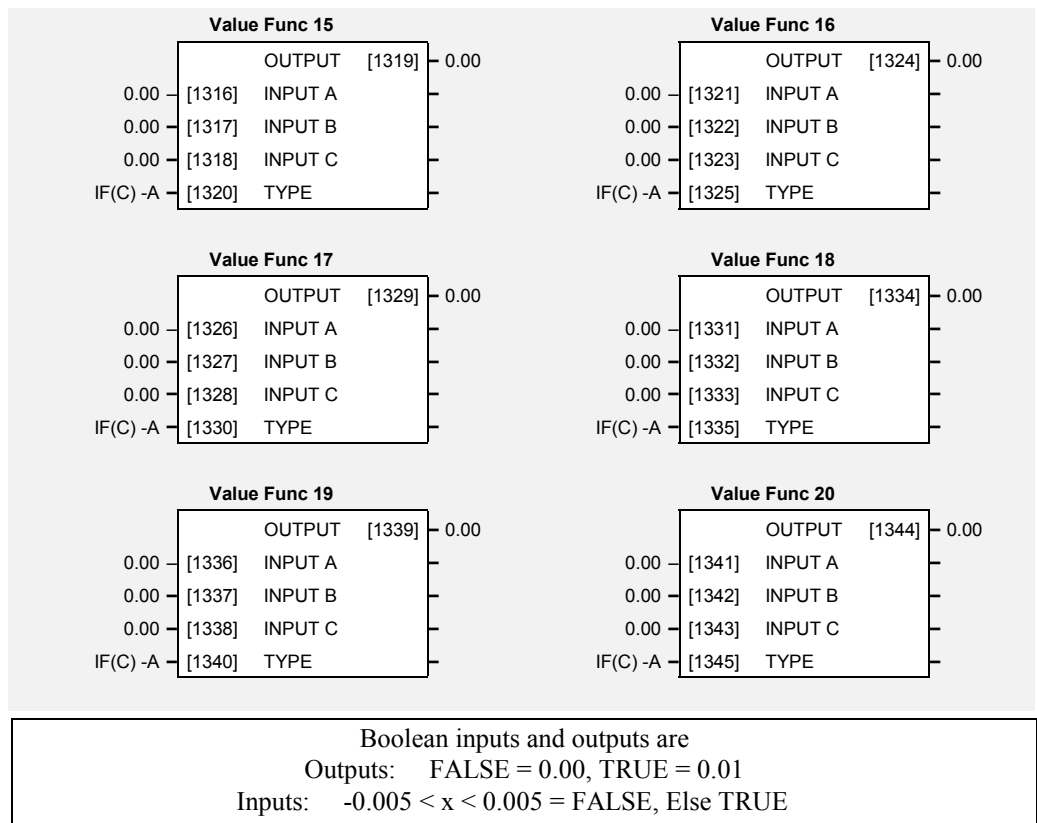 Value Func 15
OUTPUT [1319] 0.00
0.00 [1316] INPUT A
0.00 [1317] INPUT B
0.00 [1318] INPUT C
IF(C) -A [1320] TYPE
Value Func 16
OUTPUT [1324] 0.00
0.00 [1321] INPUT A
0.00 [1322] INPUT B
0.00 [1323] INPUT C
IF(C) -A [1325] TYPE
Value Func 17
OUTPUT [1329] 0.00
0.00 [1326] INPUT A
0.00 [1327] INPUT B
0.00 [1328] INPUT C
IF(C) -A [1330] TYPE
Value Func 18
OUTPUT [1334] 0.00
0.00 [1331] INPUT A
0.00 [1332] INPUT B
0.00 [1333] INPUT C
IF(C) -A [1335] TYPE
Value Func 19
OUTPUT [1339] 0.00
0.00 [1336] INPUT A
0.00 [1337] INPUT B
0.00 [1338] INPUT C
IF(C) -A [1340] TYPE
Value Func 20
OUTPUT [1344] 0.00
0.00 [1341] INPUT A
0.00 [1342] INPUT B
0.00 [1343] INPUT C
IF(C) -A [1345] TYPE
Boolean inputs and outputs are
Outputs: FALSE = 0.00, TRUE = 0.01
Inputs: -0.005 < x < 0.005 = FALSE, Else TRUE